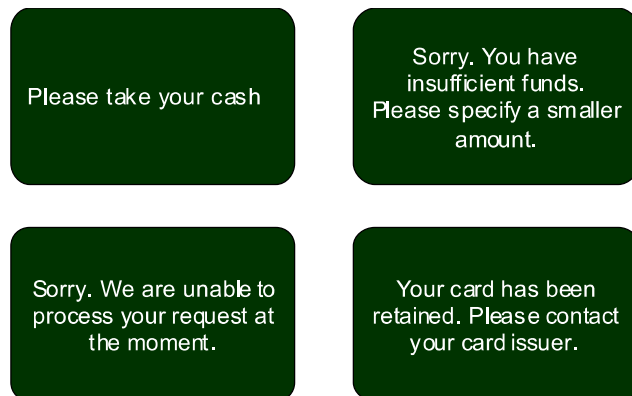 Please take your cash
Sorry. You have
insufficient funds.
Please specify a smaller
amount.
Sorry. We are unable to
process your request at
the moment.
Your card has been
retained. Please contact
your card issuer.